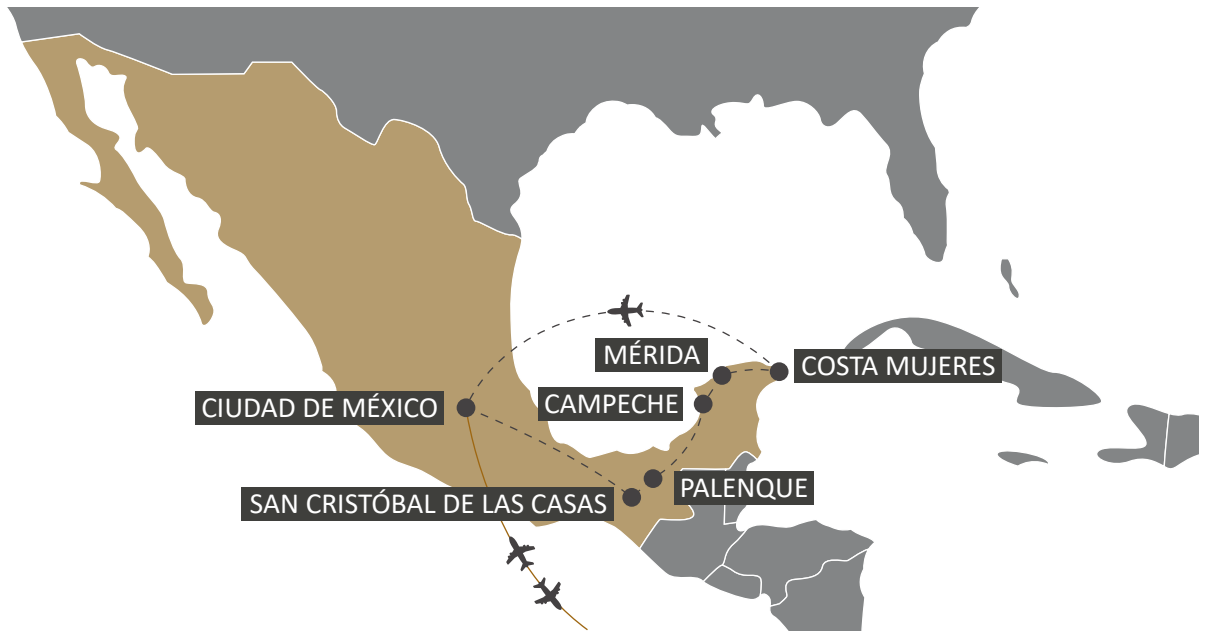 MÉRIDA
COSTA MUJERES
CIUDAD DE MÉXICO
CAMPECHE
PALENQUE
SAN CRISTÓBAL DE LAS CASAS